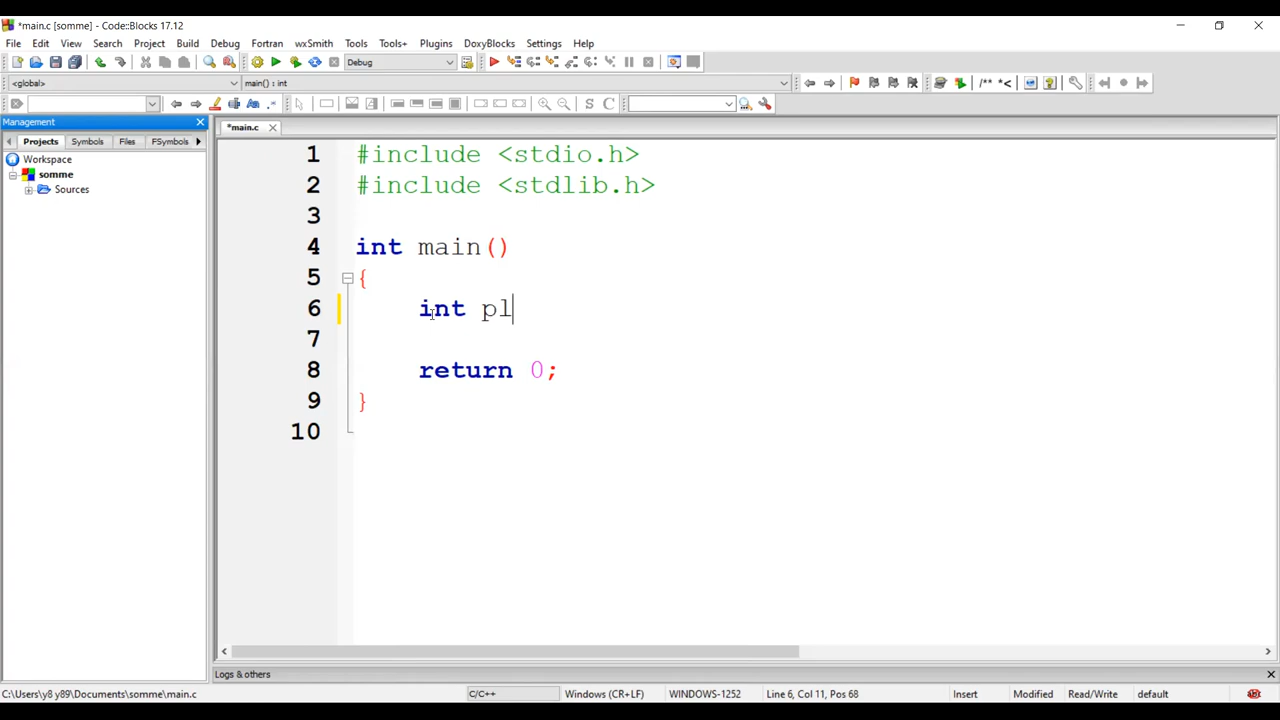 *main.c [somme] - Code::Blocks 17.12
File Edit View Search Project Build Debug Fortran wxSmith Tools Tools+ Plugins DoxyBlocks Settings Help
Debug
<global> main() : int
/** *<
S C
Management
*main.c
Projects Symbols Files FSymbols
Workspace
somme
Sources
1 #include <stdio.h>
2 #include <stdlib.h>
3
4 int main()
5 {
6 int pl
7
8 return 0;
9 }
10
Logs & others
C:\Users\y8 y89\Documents\somme\main.c C/C++ Windows (CR+LF) WINDOWS-1252 Line 6, Col 11, Pos 68 Insert Modified Read/Write default